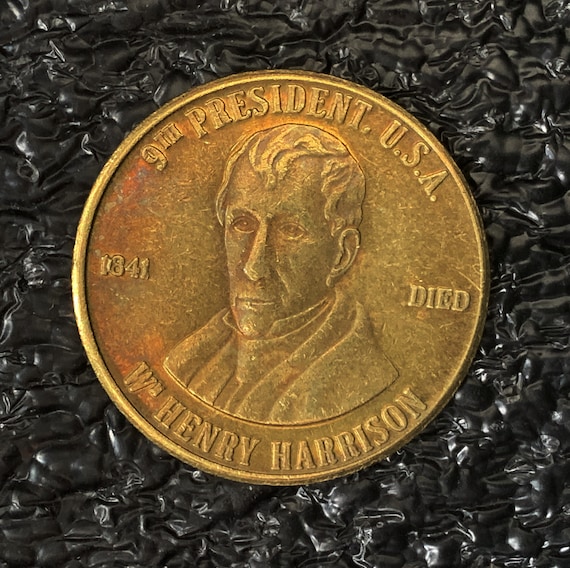 9TH PRESIDENT, U.S.A.
1841
DIED
WM HENRY HARRISON